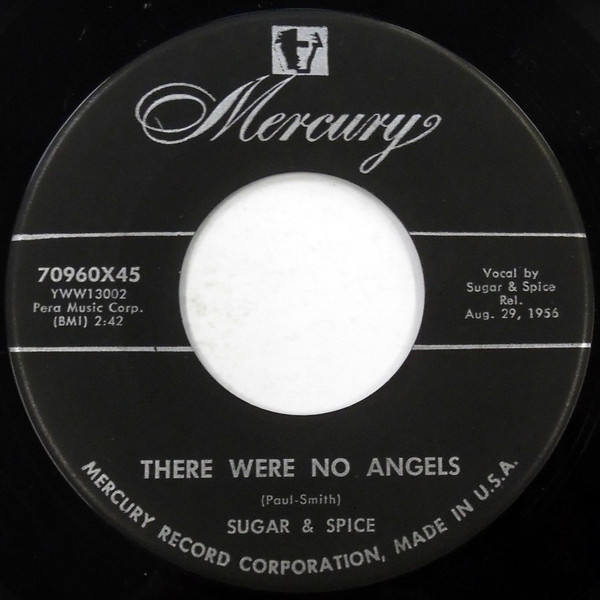 Mercury
70960X45
YWW13002
Pera Music Corp.
(BMI) 2:42
Vocal by
Sugar & Spice
Rel.
Aug. 29, 1956
THERE WERE NO ANGELS
(Paul-Smith)
SUGAR & SPICE
MERCURY RECORD CORPORATION, MADE IN U.S.A.